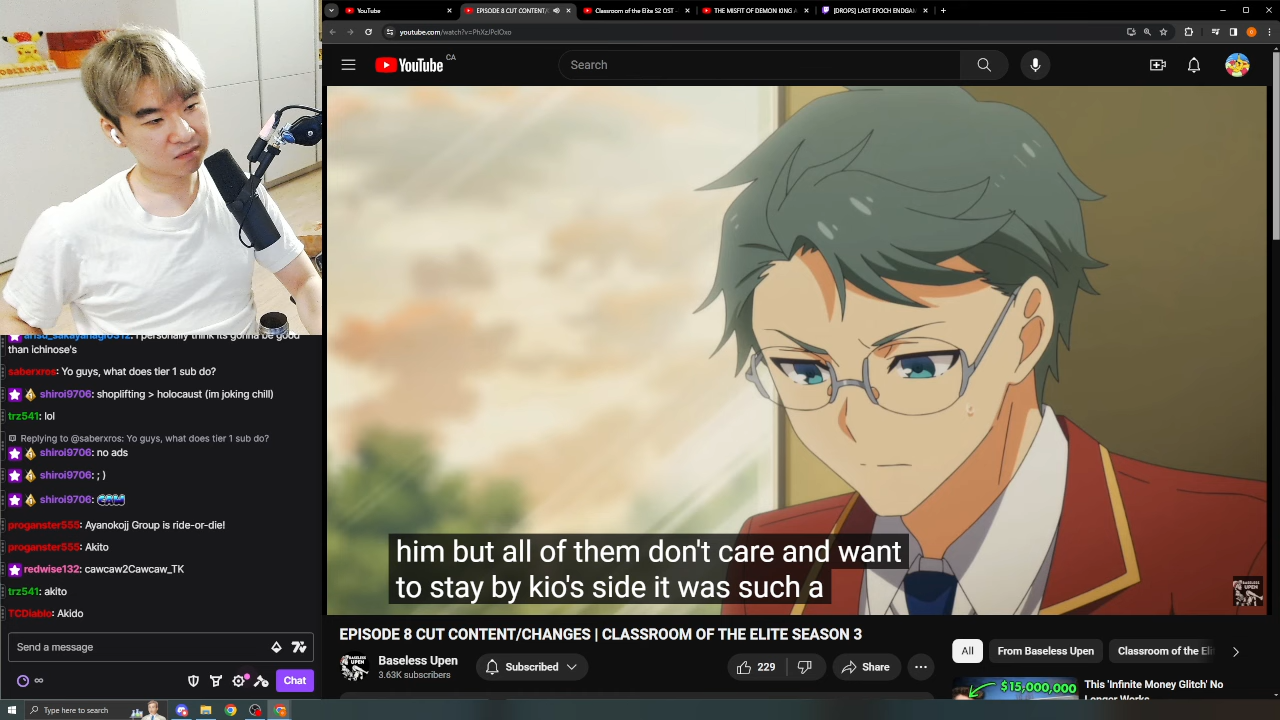 YouTube
EPISODE 8 CUT CONTENT/
Classroom of the Elite S2 OST -
THE MISFIT OF DEMON KING A
[DROPS] LAST EPOCH ENDGAM
youtube.com/watch?v=PhXzJPclOxo
YouTube CA
Search
him but all of them don't care and want
to stay by kio's side it was such a
BASELESS
UPEN
EPISODE 8 CUT CONTENT/CHANGES | CLASSROOM OF THE ELITE SEASON 3
Baseless Upen
3.63K subscribers
Subscribed
229
Share
All
From Baseless Upen
Classroom of the Eli
$15,000,000
This 'Infinite Money Glitch' No
Longer Works
arisu_sakayanagi0312: I personally think its gonna be good
than ichinose's
saberxros: Yo guys, what does tier 1 sub do?
shiroi9706: shoplifting > holocaust (im joking chill)
trz541: lol
Replying to @saberxros: Yo guys, what does tier 1 sub do?
shiroi9706: no ads
shiroi9706: ; )
shiroi9706:
proganster555: Ayanokojj Group is ride-or-die!
proganster555: Akito
redwise132: cawcaw2Cawcaw_TK
trz541: akito
TCDiablo: Akido
Send a message
∞
Chat
Type here to search